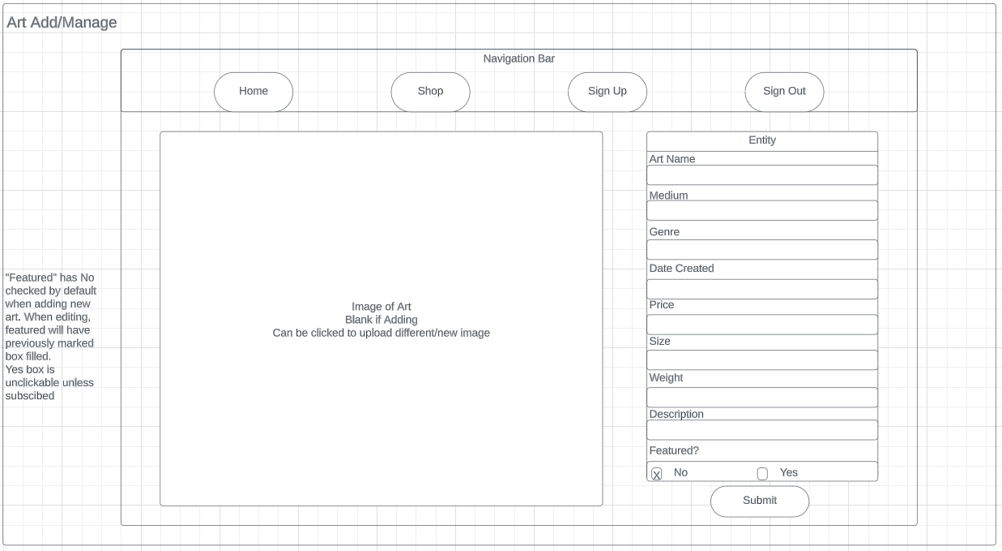 Art Add/Manage
Navigation Bar
Home
Shop
Sign Up
Sign Out
"Featured" has No
checked by default
when adding new
art. When editing,
featured will have
previously marked
box filled.
Yes box is
unclickable unless
subscibed
Image of Art
Blank if Adding
Can be clicked to upload different/new image
Entity
Art Name
Medium
Genre
Date Created
Price
Size
Weight
Description
Featured?
X No
Yes
Submit